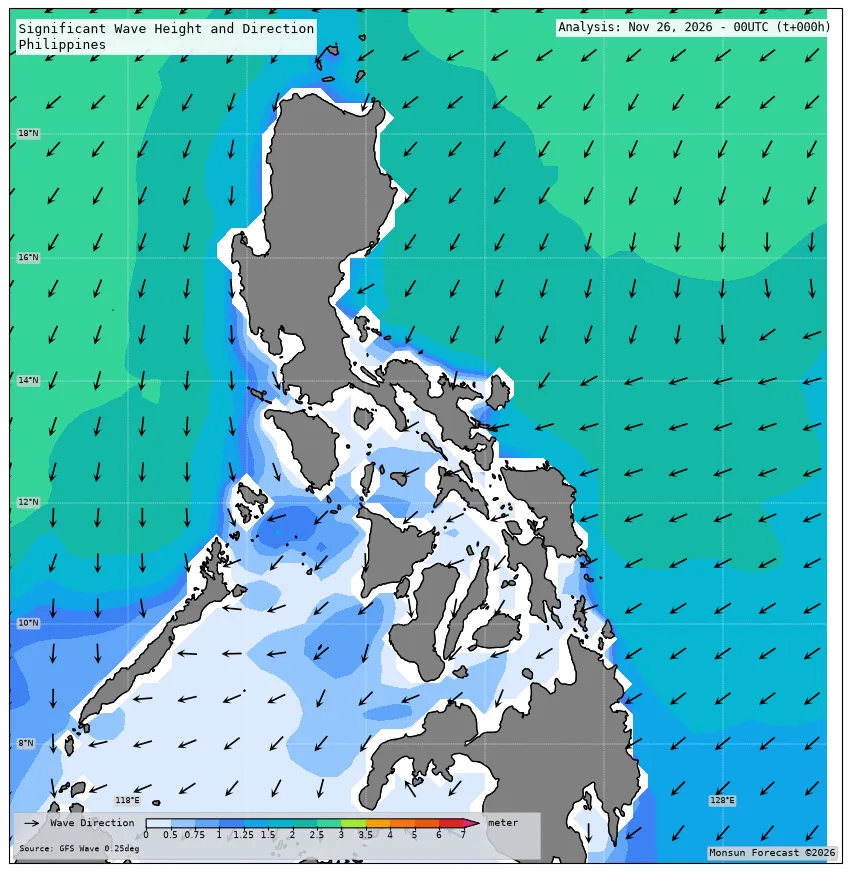 Significant Wave Height and Direction
Philippines
Analysis: Nov 26, 2026 - 00UTC (t+000h)
18°N
16°N
14°N
12°N
10°N
8°N
118°E
128°E
Wave Direction
meter
0 0.5 0.75 1 1.25 1.5 2 2.5 3 3.5 4 5 6 7
Source: GFS Wave 0.25deg
Monsun Forecast ©2026